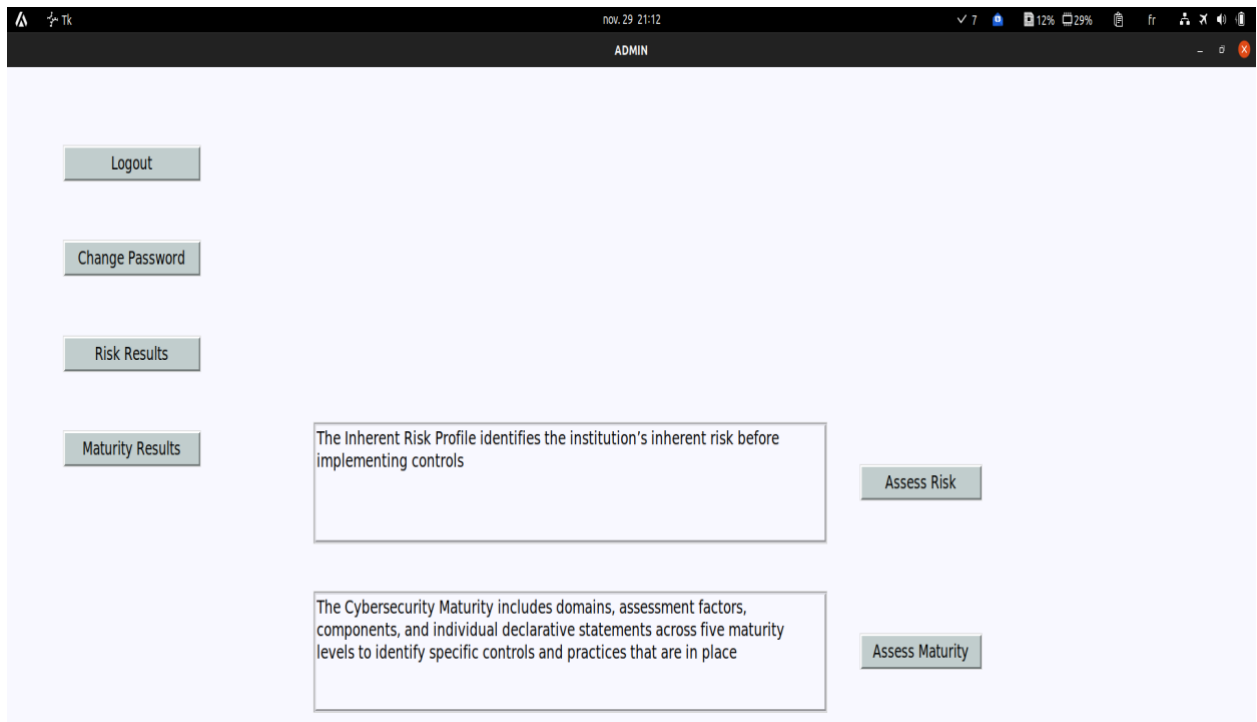 Tk
nov. 29 21:12
7
12%
29%
fr
ADMIN
Logout
Change Password
Risk Results
Maturity Results
The Inherent Risk Profile identifies the institution’s inherent risk before
implementing controls
Assess Risk
The Cybersecurity Maturity includes domains, assessment factors,
components, and individual declarative statements across five maturity
levels to identify specific controls and practices that are in place
Assess Maturity